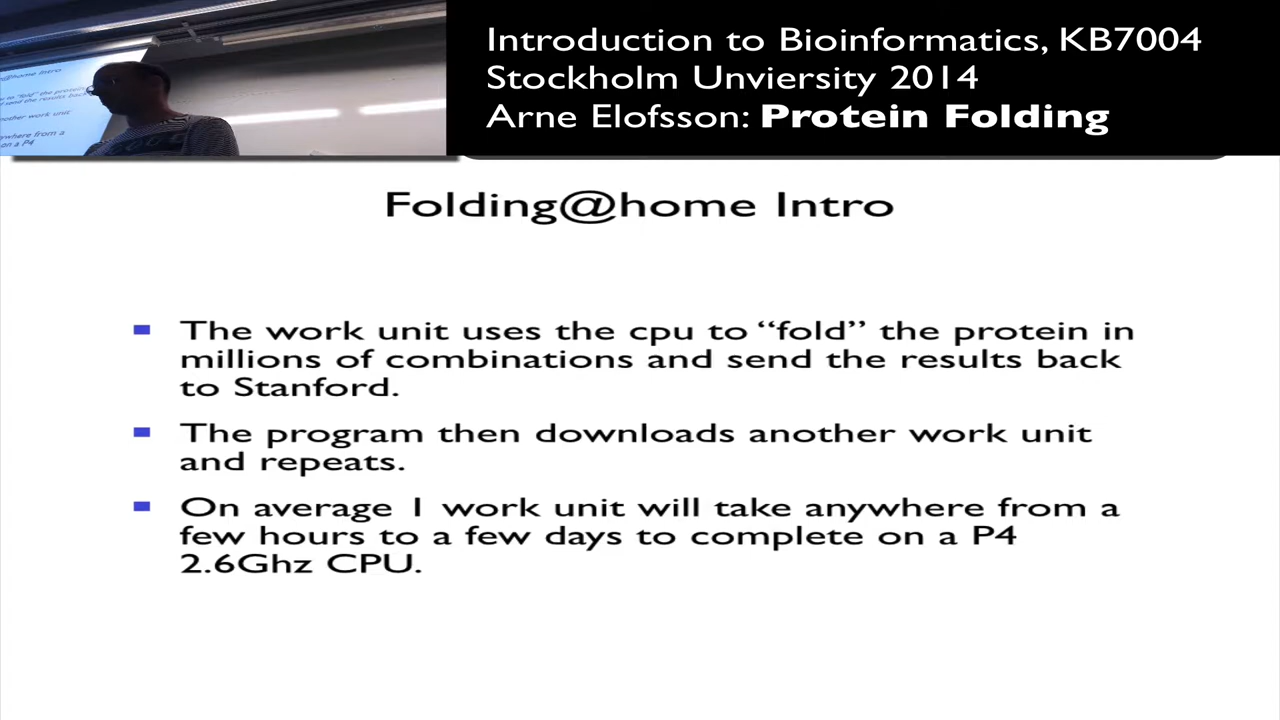 Introduction to Bioinformatics, KB7004
Stockholm Unviersity 2014
Arne Elofsson: Protein Folding
Folding@home Intro
The work unit uses the cpu to “fold” the protein in
millions of combinations and send the results back
to Stanford.
The program then downloads another work unit
and repeats.
On average 1 work unit will take anywhere from a
few hours to a few days to complete on a P4
2.6Ghz CPU.